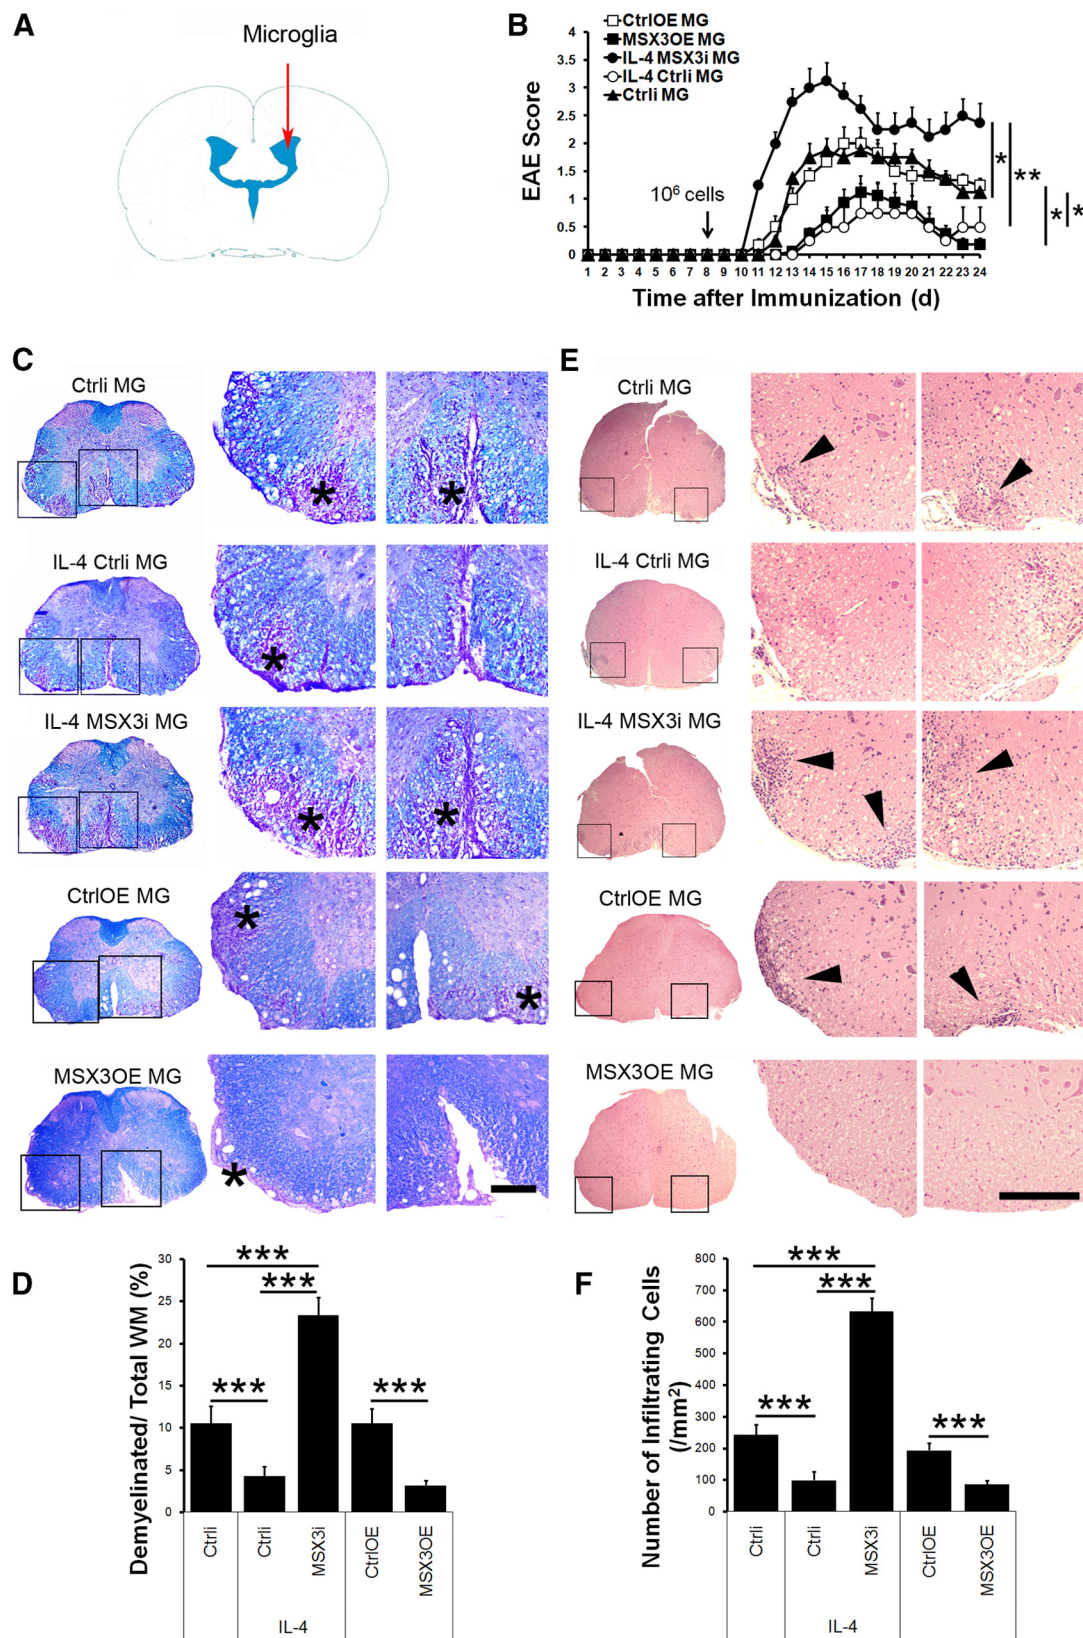 A
Microglia
B
CtrlOE MG
MSX3OE MG
IL-4 MSX3i MG
IL-4 Ctrli MG
Ctrli MG
EAE Score
4
3.5
3
2.5
2
1.5
1
0.5
0
10⁶ cells
*
**
*
*
1 2 3 4 5 6 7 8 9 10 11 12 13 14 15 16 17 18 19 20 21 22 23 24
Time after Immunization (d)
C
Ctrli MG
*
*
IL-4 Ctrli MG
*
IL-4 MSX3i MG
*
*
CtrlOE MG
*
*
MSX3OE MG
*
E
Ctrli MG
IL-4 Ctrli MG
IL-4 MSX3i MG
CtrlOE MG
MSX3OE MG
D
Demyelinated/ Total WM (%)
30
25
20
15
10
5
0
***
***
***
***
Ctrli
Ctrli
MSX3i
CtrlOE
MSX3OE
IL-4
F
Number of Infiltrating Cells
(/mm²)
800
700
600
500
400
300
200
100
0
***
***
***
***
Ctrli
Ctrli
MSX3i
CtrlOE
MSX3OE
IL-4